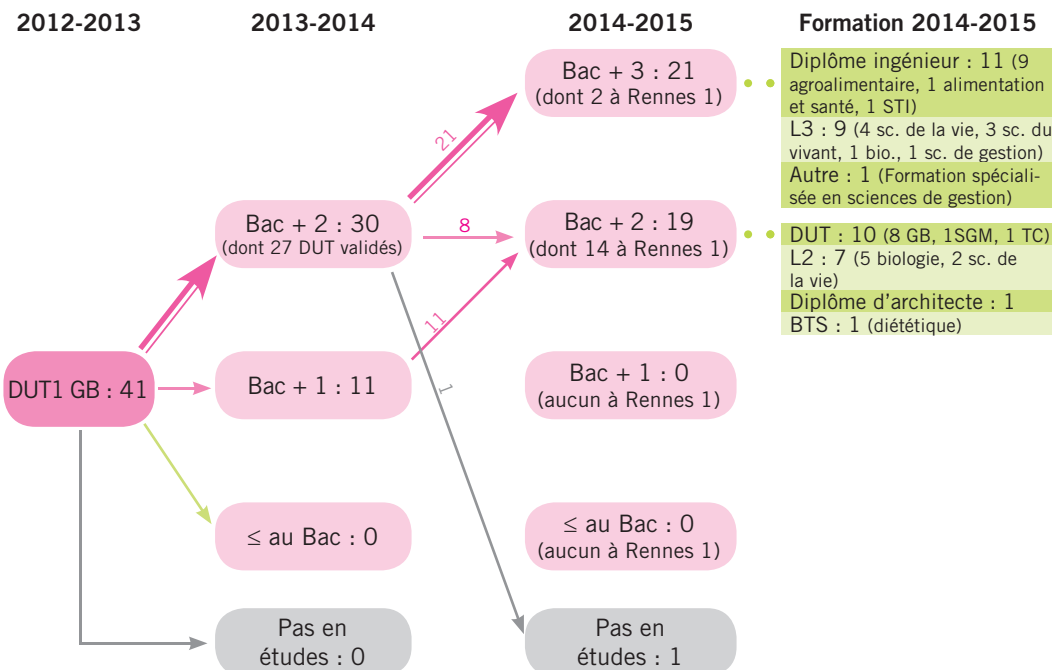 2012-2013
2013-2014
2014-2015
Formation 2014-2015
DUT1 GB : 41
Bac + 2 : 30
(dont 27 DUT validés)
Bac + 1 : 11
≤ au Bac : 0
Pas en
études : 0
21
8
11
1
Bac + 3 : 21
(dont 2 à Rennes 1)
Bac + 2 : 19
(dont 14 à Rennes 1)
Bac + 1 : 0
(aucun à Rennes 1)
≤ au Bac : 0
(aucun à Rennes 1)
Pas en
études : 1
Diplôme ingénieur : 11 (9
agroalimentaire, 1 alimentation
et santé, 1 STI)
L3 : 9 (4 sc. de la vie, 3 sc. du
vivant, 1 bio., 1 sc. de gestion)
Autre : 1 (Formation spéciali-
sée en sciences de gestion)
DUT : 10 (8 GB, 1SGM, 1 TC)
L2 : 7 (5 biologie, 2 sc. de
la vie)
Diplôme d'architecte : 1
BTS : 1 (diététique)